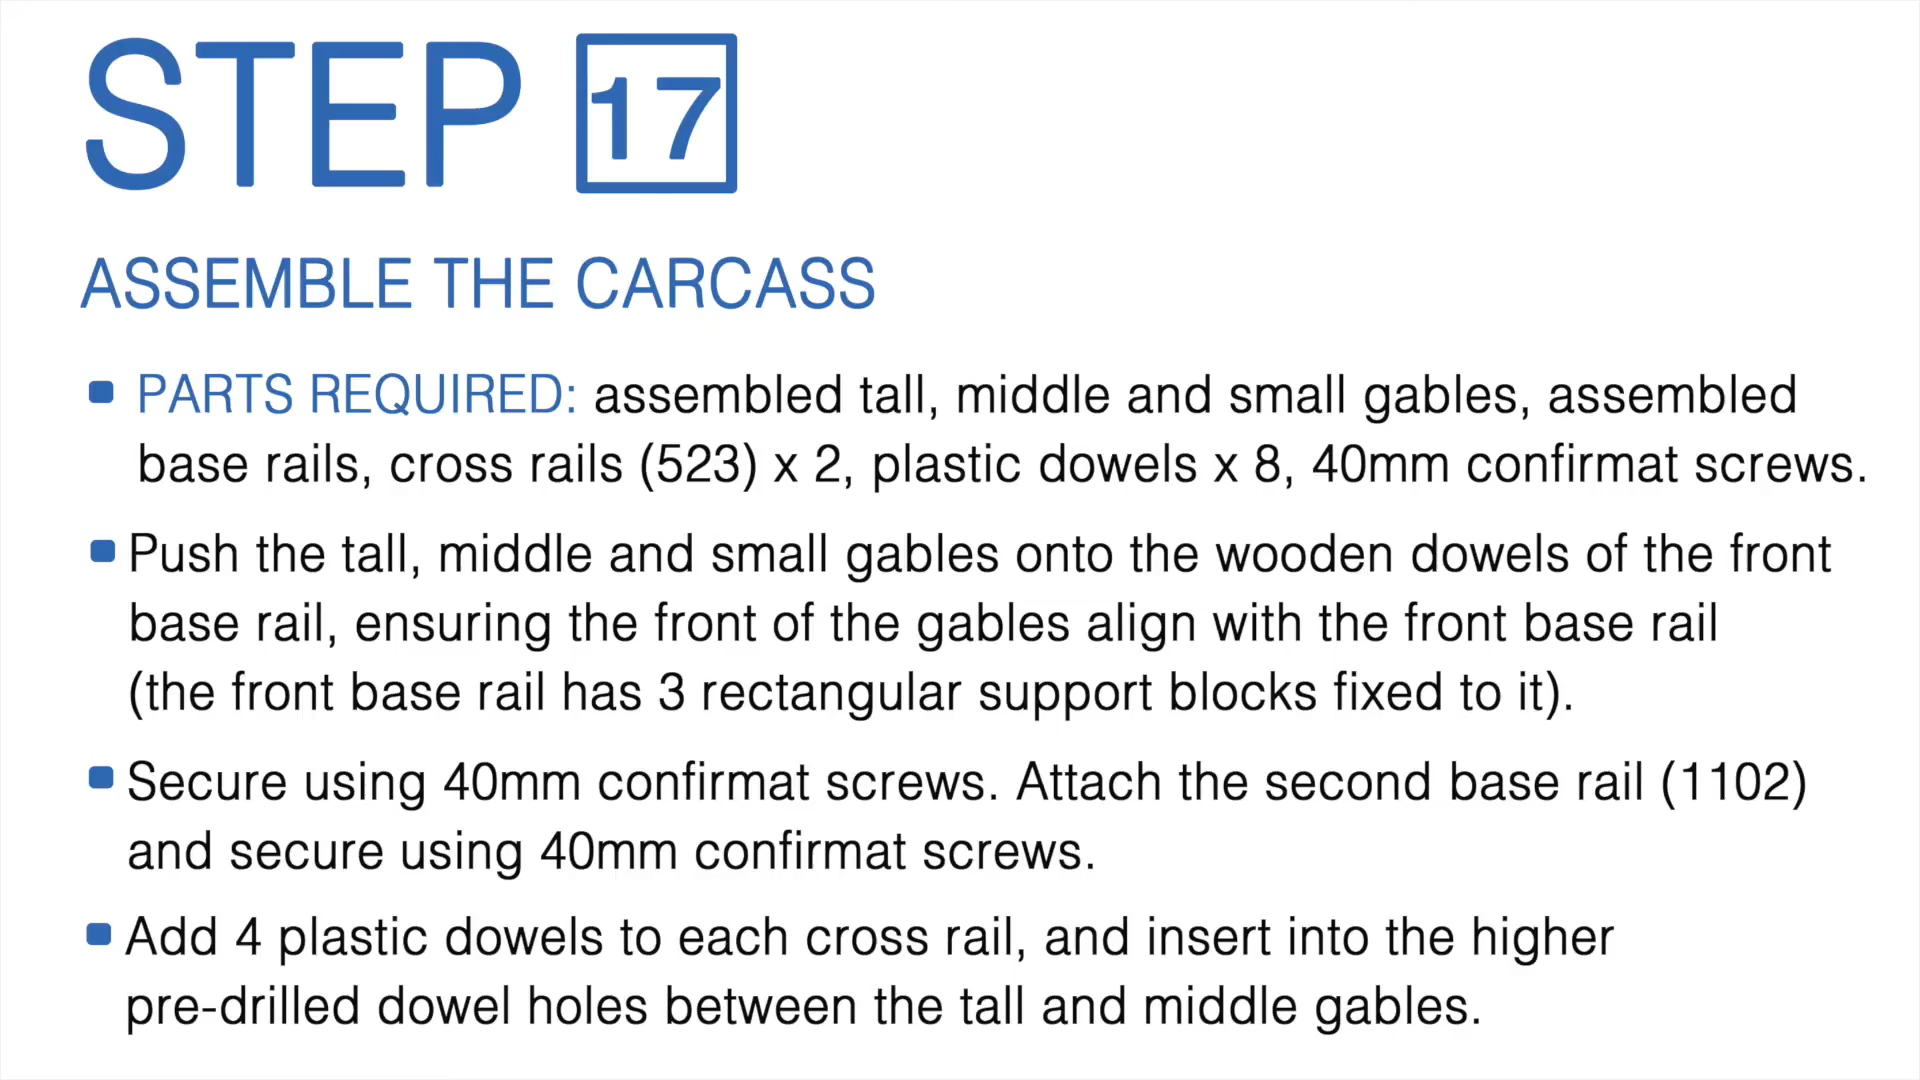 STEP 17
ASSEMBLE THE CARCASS
PARTS REQUIRED: assembled tall, middle and small gables, assembled
base rails, cross rails (523) x 2, plastic dowels x 8, 40mm confirmat screws.
Push the tall, middle and small gables onto the wooden dowels of the front
base rail, ensuring the front of the gables align with the front base rail
(the front base rail has 3 rectangular support blocks fixed to it).
Secure using 40mm confirmat screws. Attach the second base rail (1102)
and secure using 40mm confirmat screws.
Add 4 plastic dowels to each cross rail, and insert into the higher
pre-drilled dowel holes between the tall and middle gables.